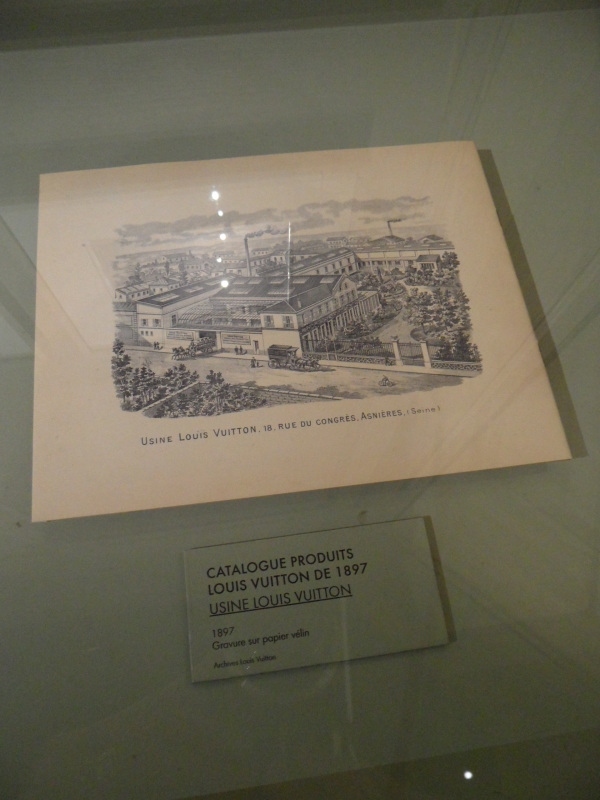 USINE LOUIS VUITTON, 18, RUE DU CONGRÈS, ASNIÈRES, (Seine)
CATALOGUE PRODUITS
LOUIS VUITTON DE 1897
USINE LOUIS VUITTON
1897
Gravure sur papier vélin
Archives Louis Vuitton